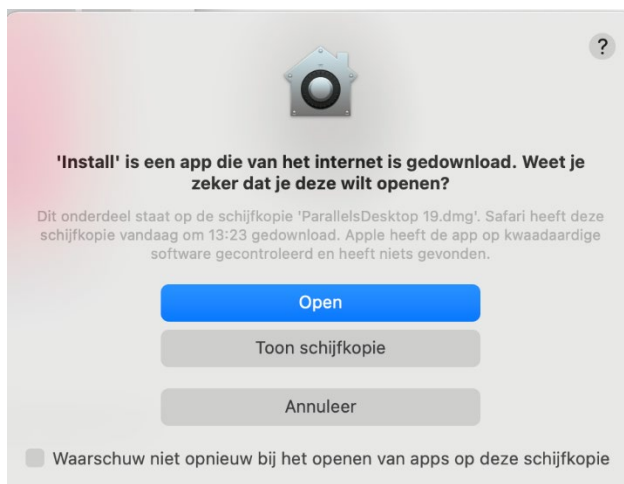 ?
'Install' is een app die van het internet is gedownload. Weet je
zeker dat je deze wilt openen?
Dit onderdeel staat op de schijfkopie 'ParallelsDesktop 19.dmg'. Safari heeft deze
schijfkopie vandaag om 13:23 gedownload. Apple heeft de app op kwaadaardige
software gecontroleerd en heeft niets gevonden.
Open
Toon schijfkopie
Annuleer
Waarschuw niet opnieuw bij het openen van apps op deze schijfkopie